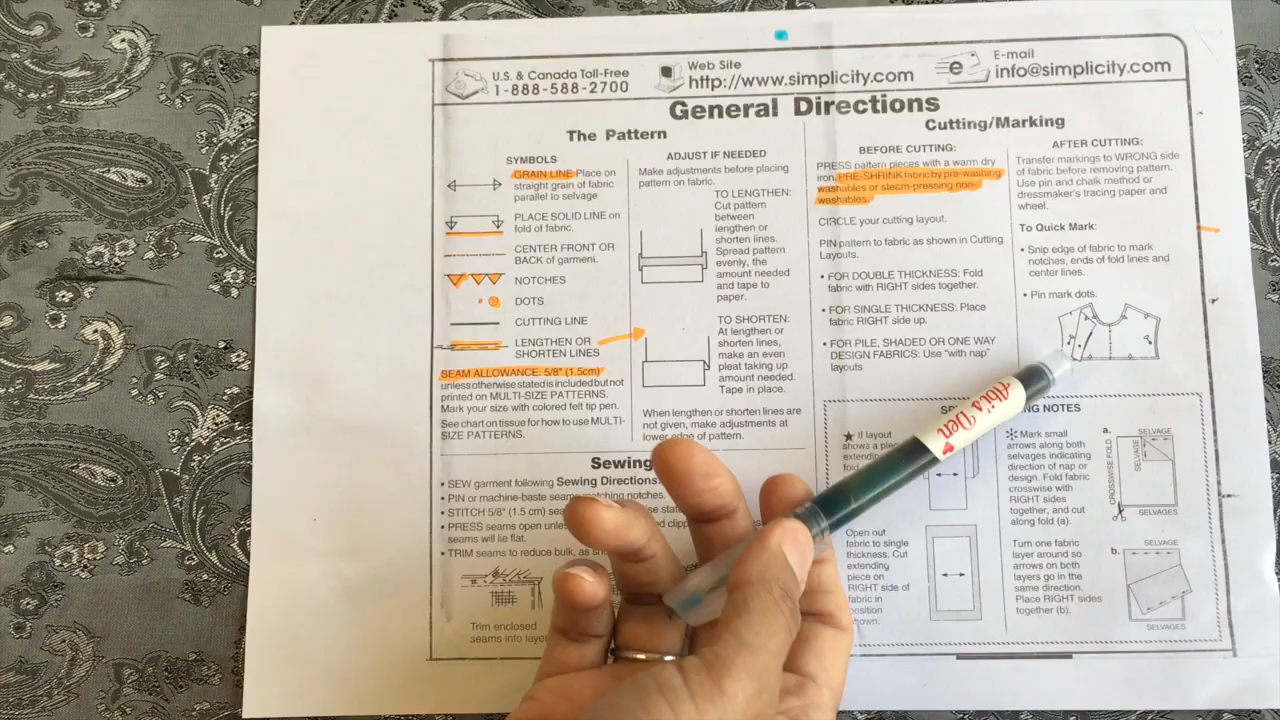 U.S. & Canada Toll-Free
1-888-588-2700
Web Site
http://www.simplicity.com
E-mail
info@simplicity.com
General Directions
The Pattern
SYMBOLS
GRAIN LINE Place on
straight grain of fabric
parallel to selvage
PLACE SOLID LINE on
fold of fabric.
CENTER FRONT OR
BACK of garment.
NOTCHES
DOTS
CUTTING LINE
LENGTHEN OR
SHORTEN LINES
SEAM ALLOWANCE: 5/8" (1.5cm)
unless otherwise stated is included but not
printed on MULTI-SIZE PATTERNS.
Mark your size with colored felt tip pen.
See chart on tissue for how to use MULTI-
SIZE PATTERNS.
ADJUST IF NEEDED
Make adjustments before placing
pattern on fabric.
TO LENGTHEN:
Cut pattern
between
lengthen or
shorten lines.
Spread pattern
evenly, the
amount needed
and tape to
paper.
TO SHORTEN:
At lengthen or
shorten lines,
make an even
pleat taking up
amount needed.
Tape in place.
When lengthen or shorten lines are
not given, make adjustments at
lower edge of pattern.
Cutting/Marking
BEFORE CUTTING:
PRESS pattern pieces with a warm dry
iron. PRE-SHRINK fabric by pre-washing
washables or steam-pressing non-
washables.
CIRCLE your cutting layout.
PIN pattern to fabric as shown in Cutting
Layouts.
• FOR DOUBLE THICKNESS: Fold
fabric with RIGHT sides together.
• FOR SINGLE THICKNESS: Place
fabric RIGHT side up.
• FOR PILE, SHADED OR ONE WAY
DESIGN FABRICS: Use "with nap"
layouts
AFTER CUTTING:
Transfer markings to WRONG side
of fabric before removing pattern.
Use pin and chalk method or
dressmaker's tracing paper and
wheel.
To Quick Mark:
• Snip edge of fabric to mark
notches, ends of fold lines and
center lines.
• Pin mark dots.
Abi's Den
Sewing
SEW garment following Sewing Directions.
• PIN or machine-baste seams matching notches.
• STITCH 5/8" (1.5 cm)
• PRESS seams open
seams will lie flat.
• TRIM seams to reduce bulk, as
Trim enclosed
seams into
NOTES
★ If layout
shows a
extending
fold
Open out
fabric to single
thickness. Cut
extending
piece on
RIGHT side of
fabric in
Mark small
arrows along both
selvages indicating
direction of nap or
design. Fold fabric
crosswise with
RIGHT sides
together, and cut
along fold (a).
Turn one fabric
layer around so
arrows on both
layers go in the
same direction.
Place RIGHT sides
together (b).
a.
SELVAGE
SELVAGE
CROSSWISE FOLD
SELVAGES
b.
SELVAGE
SELVAGES